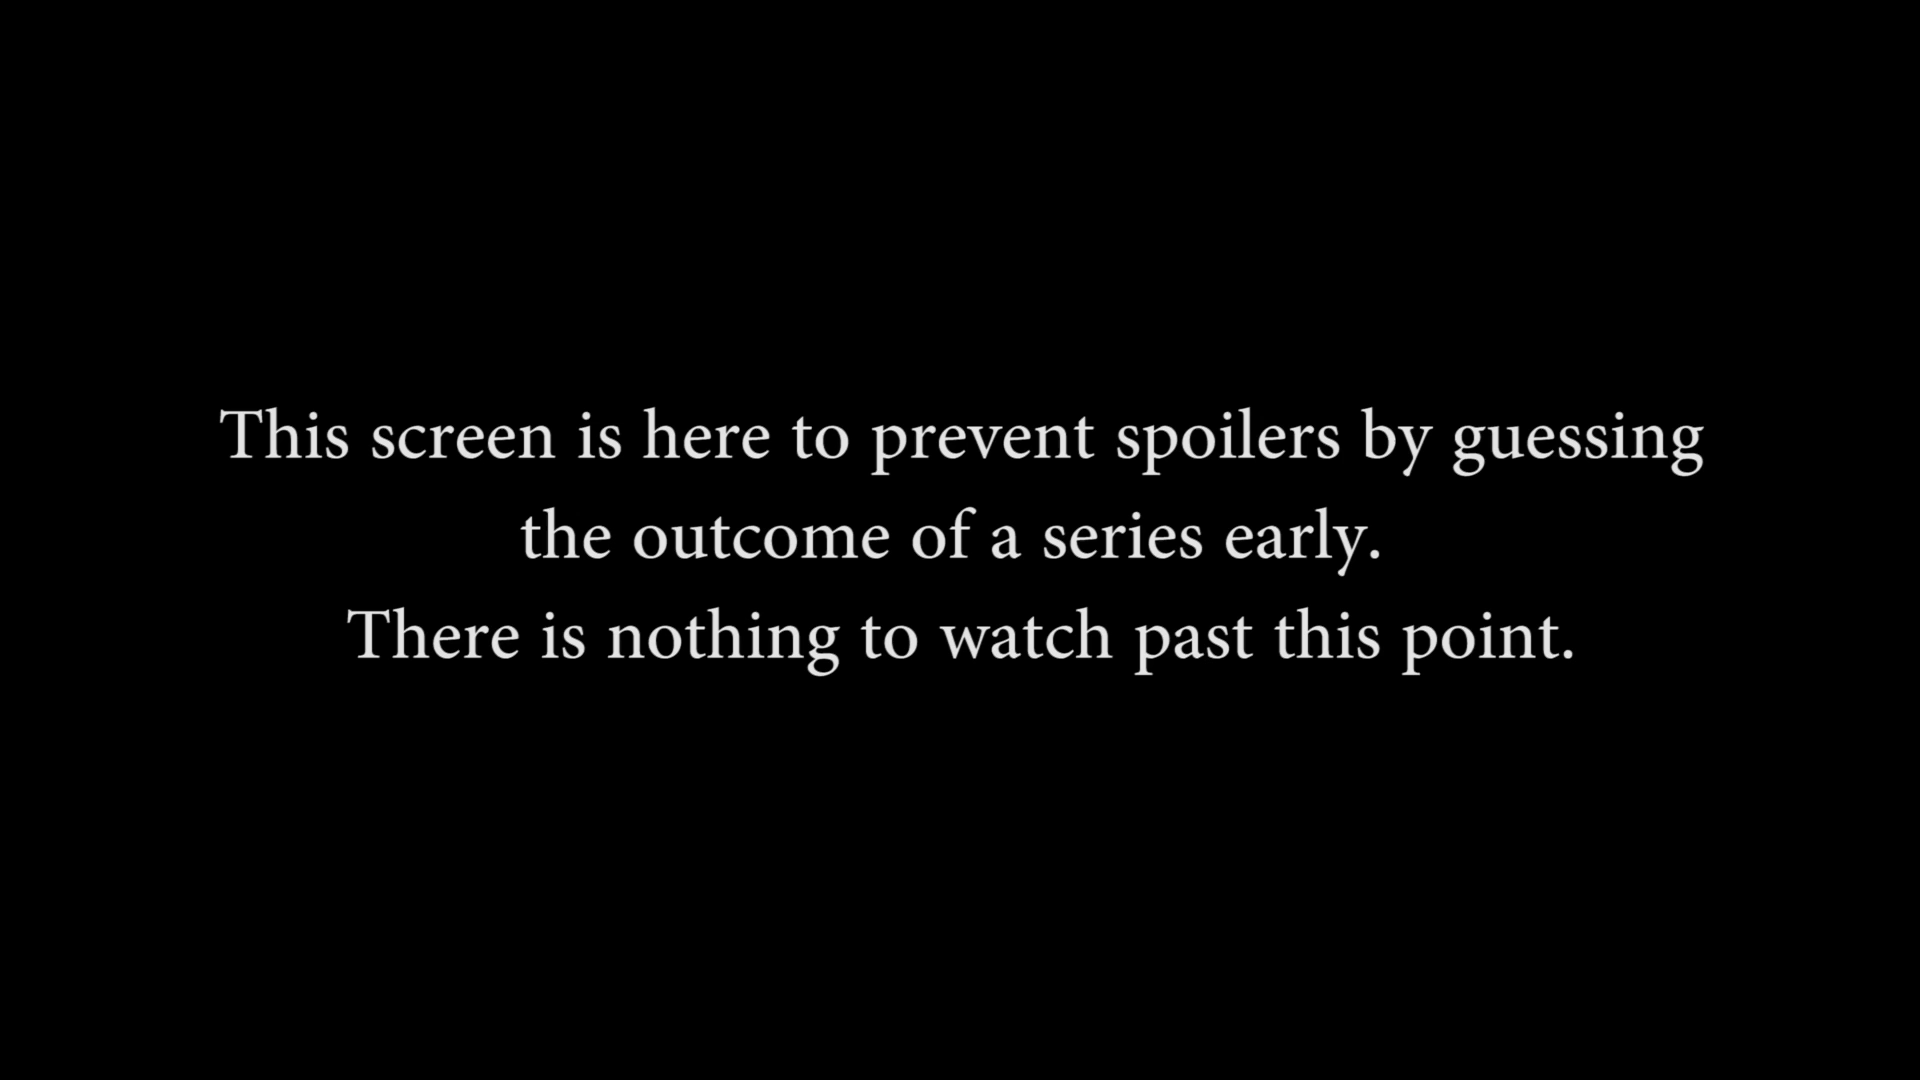 This screen is here to prevent spoilers by guessing
the outcome of a series early.
There is nothing to watch past this point.